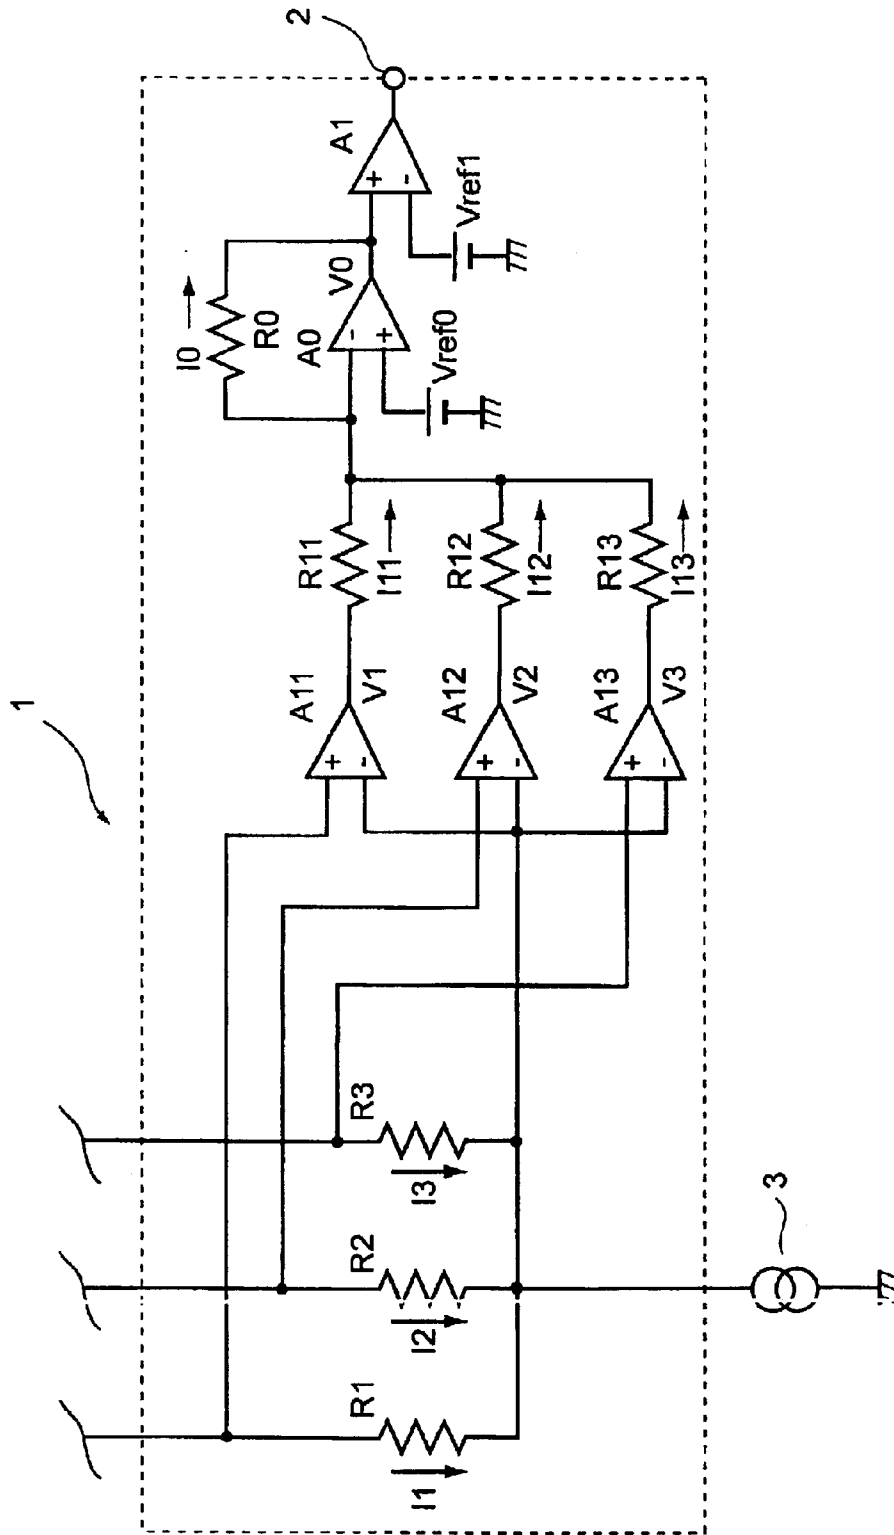 1
2
A1
+
-
Vref1
I0
R0
V0
A0
-
+
Vref0
R11
I11
R12
I12
R13
I13
A11
V1
+
-
A12
V2
+
-
A13
V3
+
-
R3
I3
R2
I2
R1
I1
3